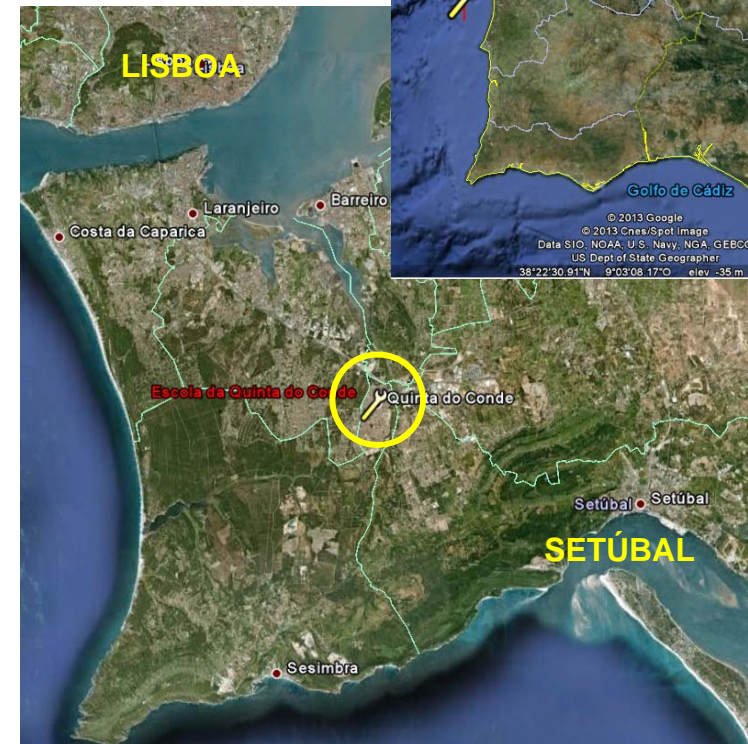 LISBOA
Golfo de Cádiz
© 2013 Google
© 2013 Cnes/Spot Image
Data SIO, NOAA, U.S. Navy, NGA, GEBCO
US Dept of State Geographer
38°22'30.91"N 9°03'08.17"O elev -35 m
Laranjeiro
Barreiro
Costa da Caparica
Escola da Quinta do Conde
Quinta do Conde
Setúbal
Setúbal
SETÚBAL
Sesimbra